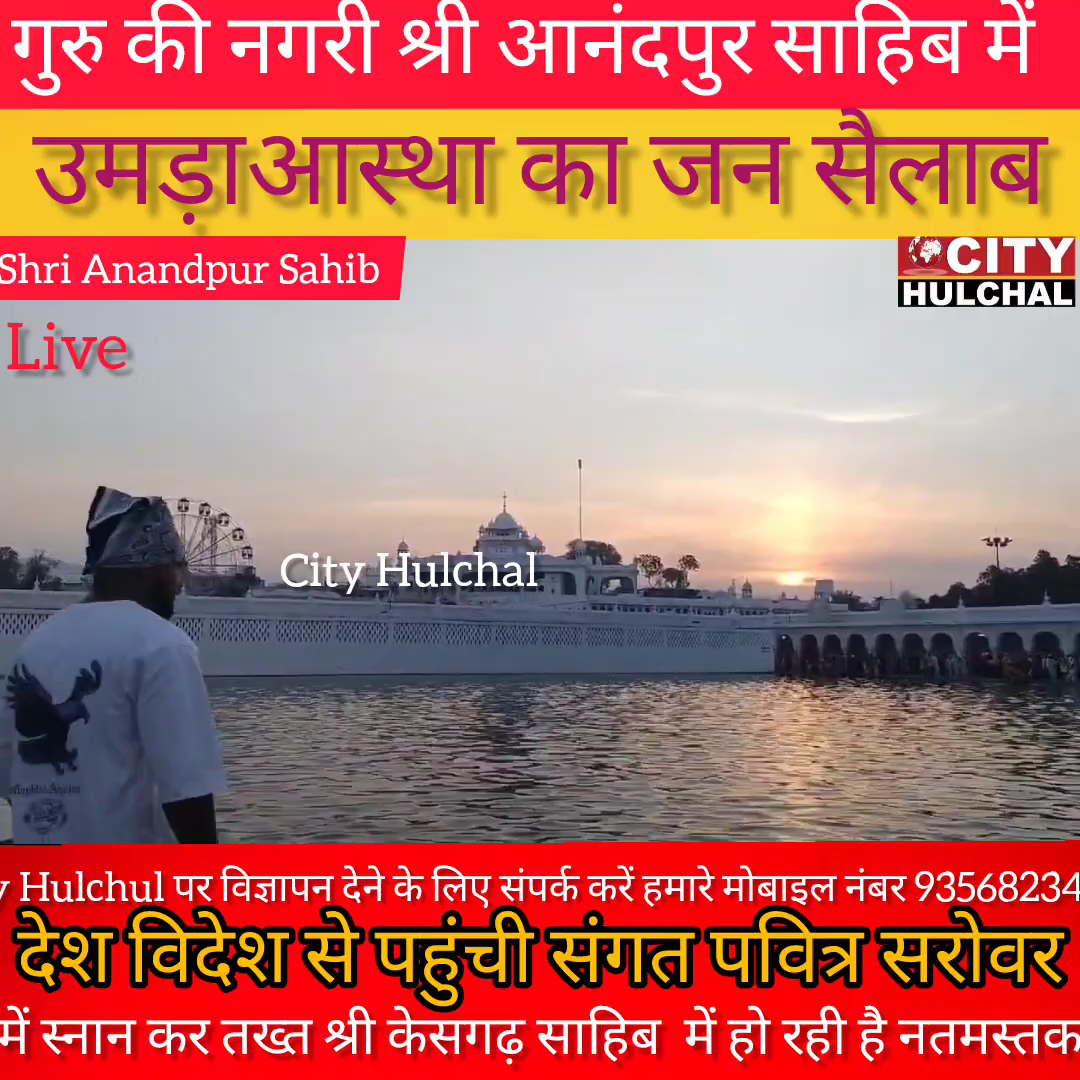 गुरु की नगरी श्री आनंदपुर साहिब में
उमड़ाआस्था का जन सैलाब
Shri Anandpur Sahib
CITY
HULCHAL
Live
City Hulchal
y Hulchul पर विज्ञापन देने के लिए संपर्क करें हमारे मोबाइल नंबर 93568234
देश विदेश से पहुंची संगत पवित्र सरोवर
में स्नान कर तख्त श्री केसगढ़ साहिब में हो रही है नतमस्तक